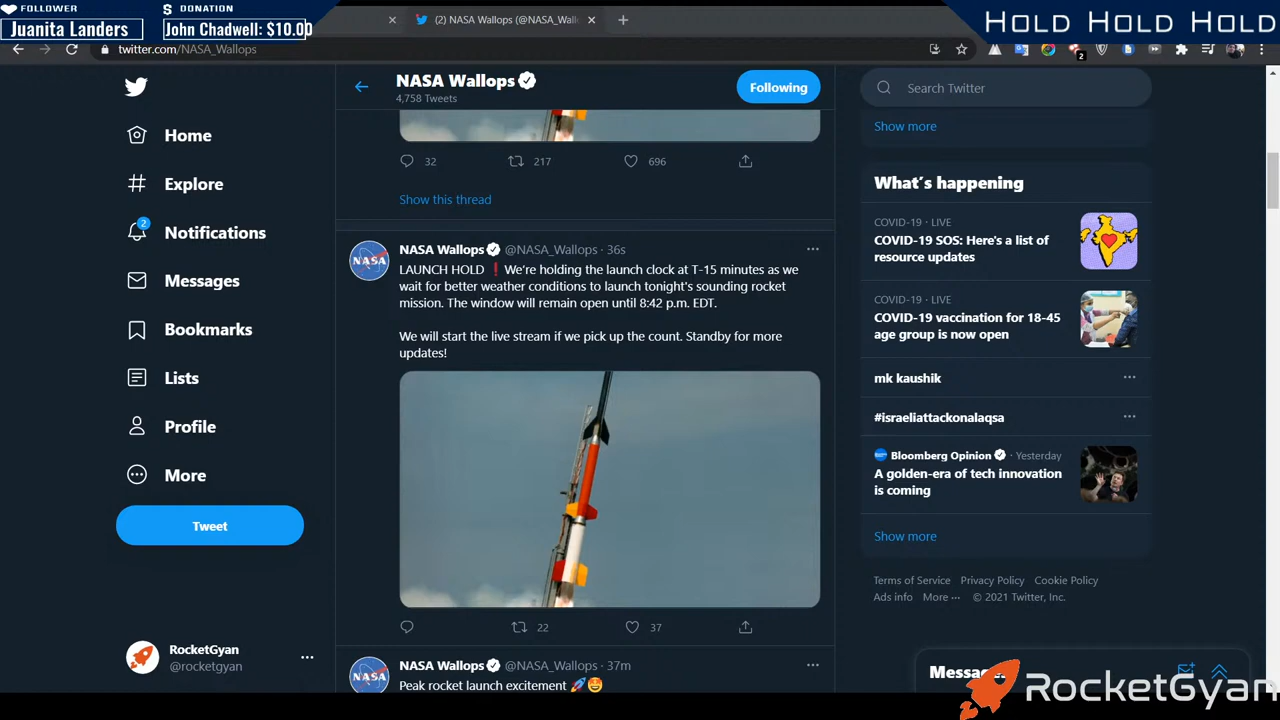 FOLLOWER
Juanita Landers
$ DONATION
John Chadwell: $10.00
(2) NASA Wallops (@NASA_Wall
HOLD HOLD HOLD
twitter.com/NASA_Wallops
2
NASA Wallops
4,758 Tweets
Following
Search Twitter
Home
Explore
2
Notifications
Messages
Bookmarks
Lists
Profile
More
Tweet
RocketGyan
@rocketgyan
32
217
696
Show this thread
NASA Wallops @NASA_Wallops · 36s
NASA
LAUNCH HOLD ❗ We're holding the launch clock at T-15 minutes as we
wait for better weather conditions to launch tonight's sounding rocket
mission. The window will remain open until 8:42 p.m. EDT.
We will start the live stream if we pick up the count. Standby for more
updates!
22
37
NASA Wallops @NASA_Wallops · 37m
NASA
Peak rocket launch excitement 🚀🤩
Show more
What's happening
COVID-19 · LIVE
COVID-19 SOS: Here's a list of
resource updates
COVID-19 · LIVE
COVID-19 vaccination for 18-45
age group is now open
mk kaushik
#israeliattackonalaqsa
Bloomberg Opinion · Yesterday
A golden-era of tech innovation
is coming
Show more
Terms of Service Privacy Policy Cookie Policy
Ads info More ··· © 2021 Twitter, Inc.
RocketGyan